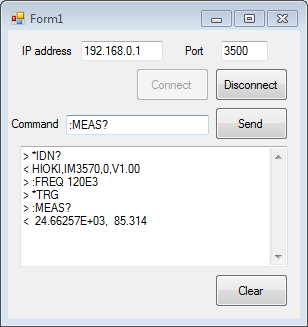 Form1
IP address 192.168.0.1 Port 3500
Connect Disconnect
Command :MEAS? Send
> *IDN?
< HIOKI,IM3570,0,V1.00
> :FREQ 120E3
> *TRG
> :MEAS?
< 24.66257E+03, 85.314
Clear